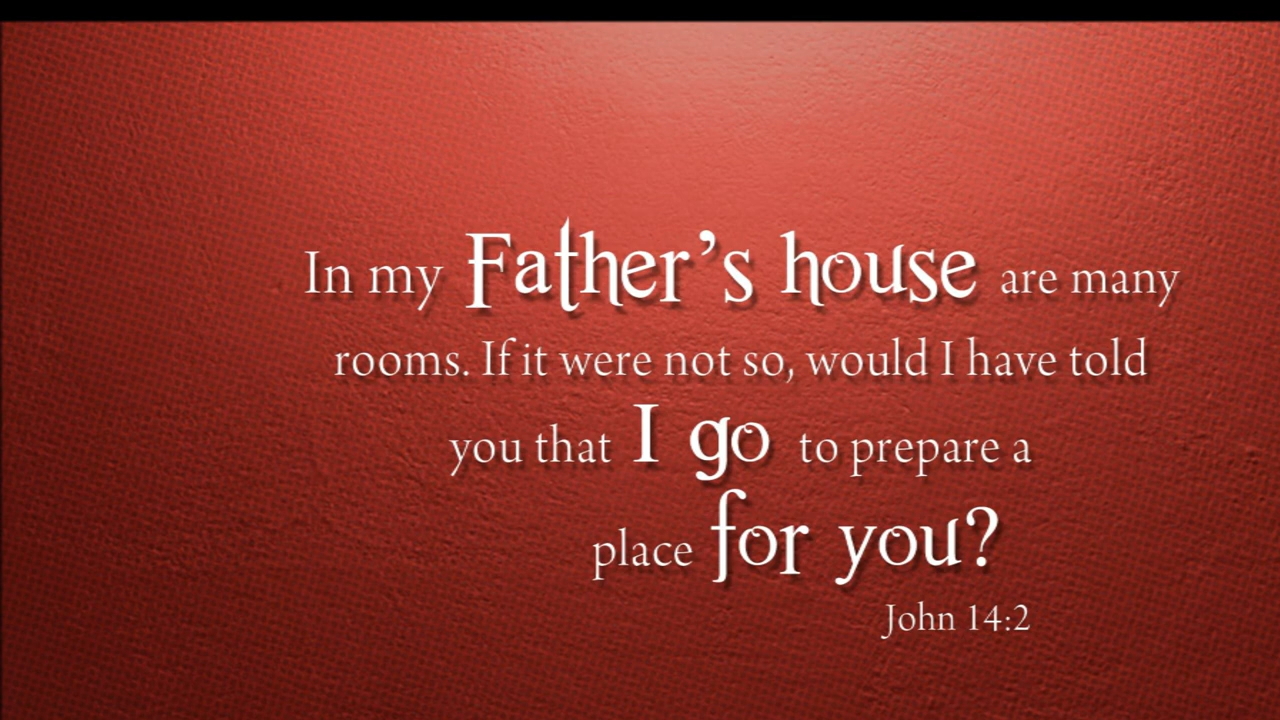 In my Father's house are many
rooms. If it were not so, would I have told
you that I go to prepare a
place for you?
John 14:2